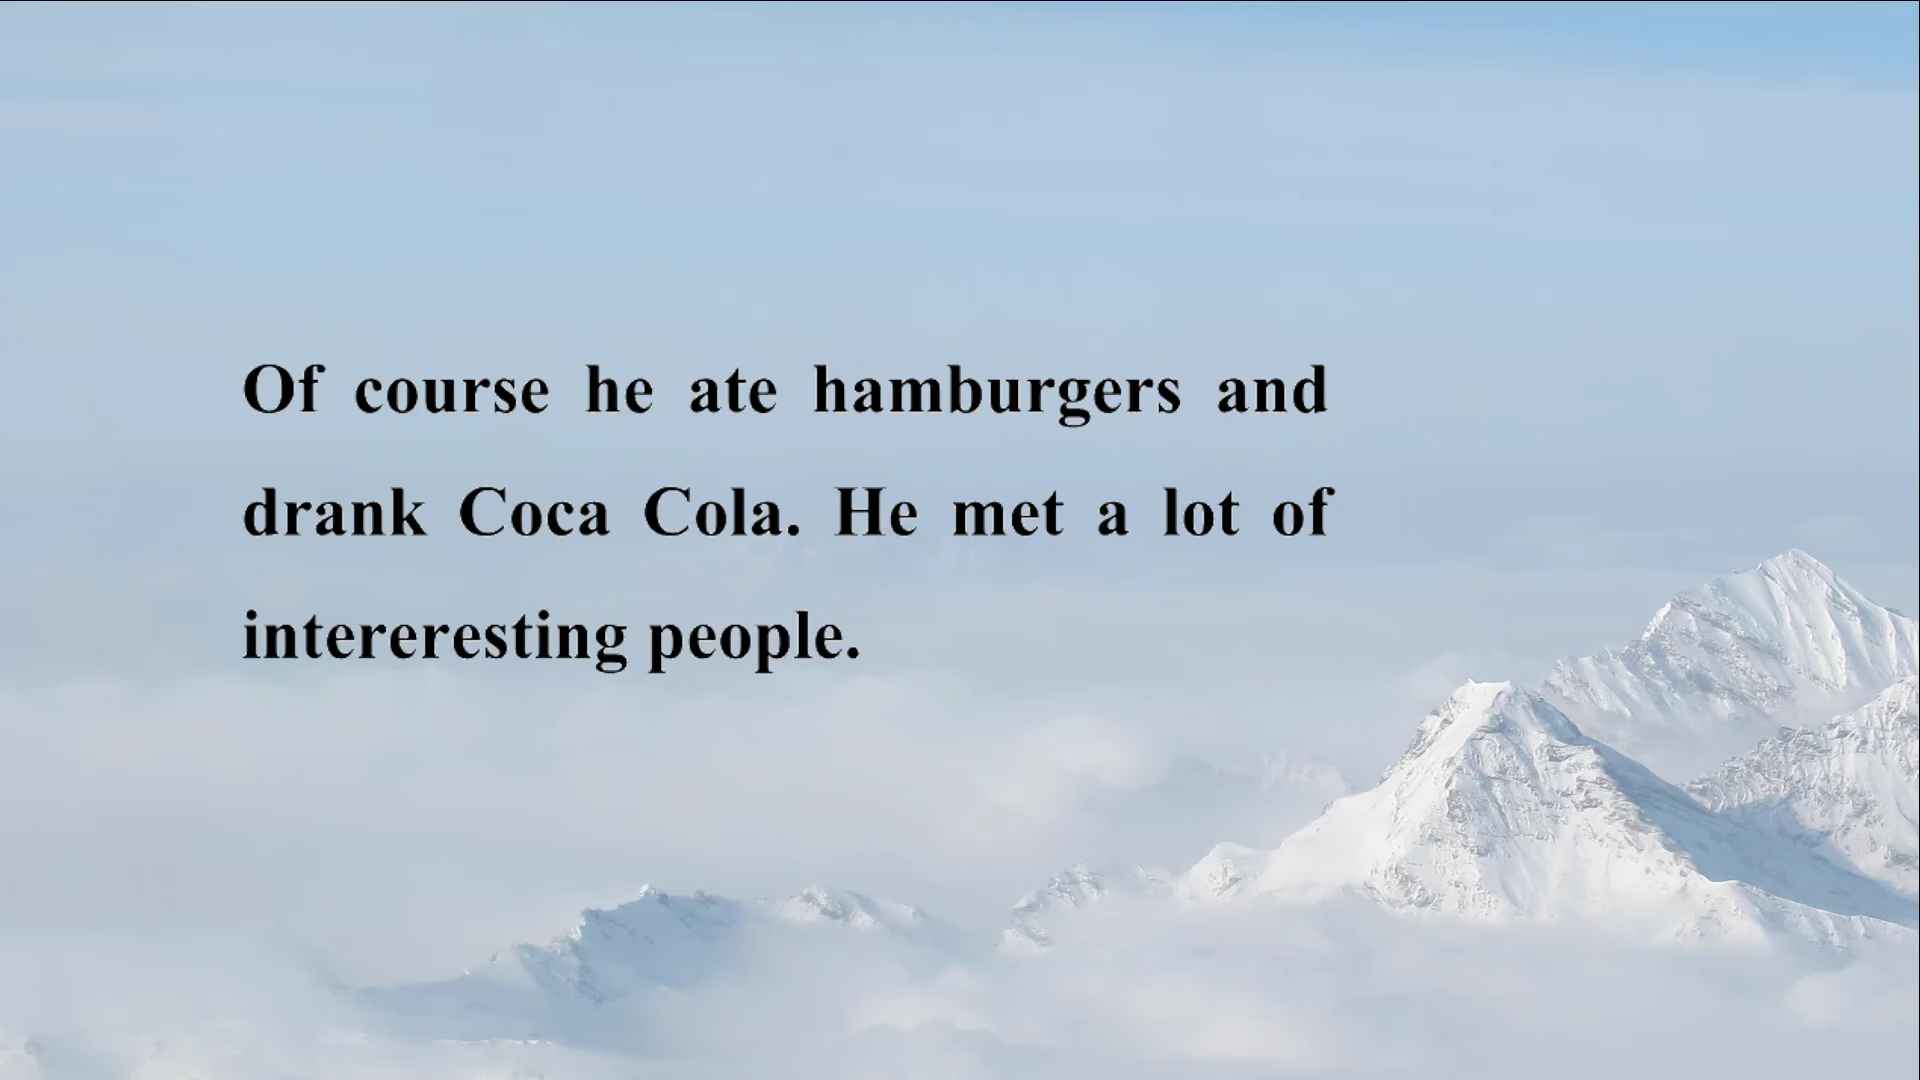 Of course he ate hamburgers and
drank Coca Cola. He met a lot of
intereresting people.